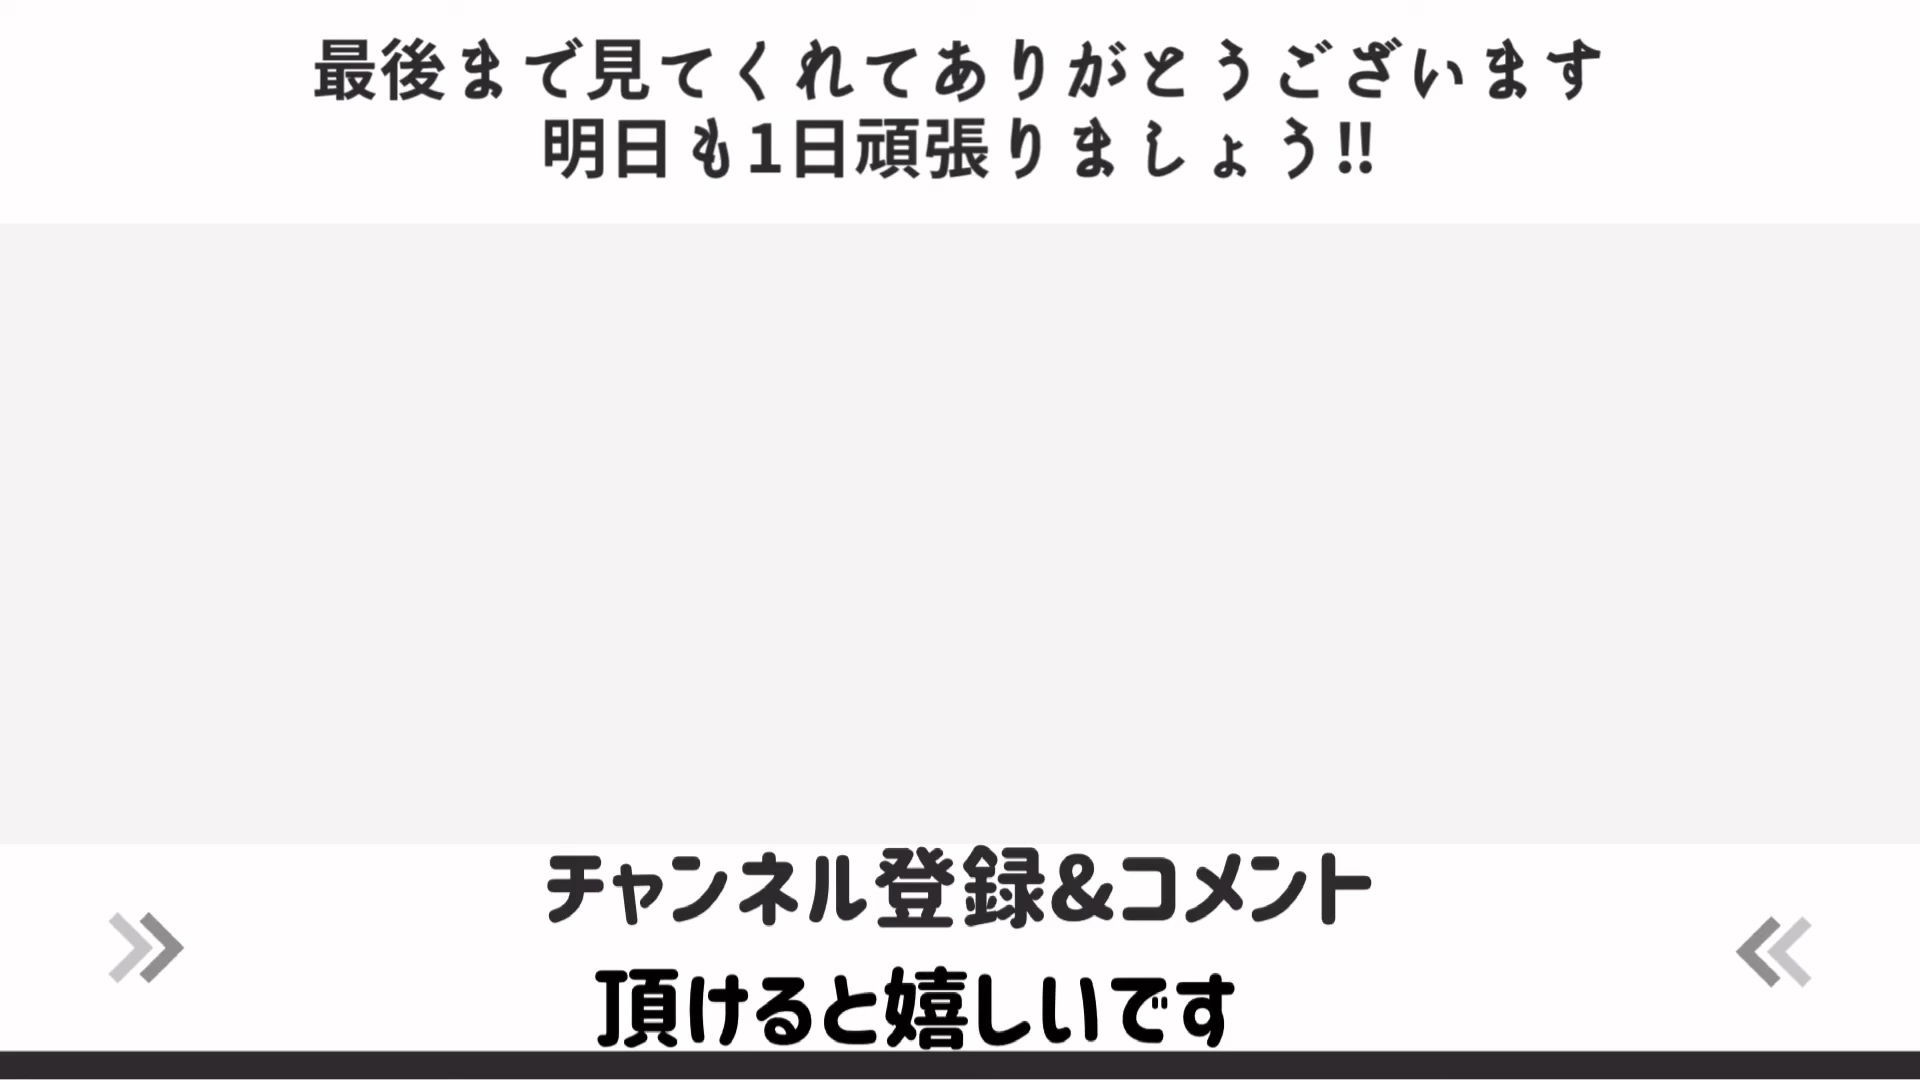 最後まで見てくれてありがとうございます
明日も1日頑張りましょう!!
チャンネル登録&コメント
頂けると嬉しいです